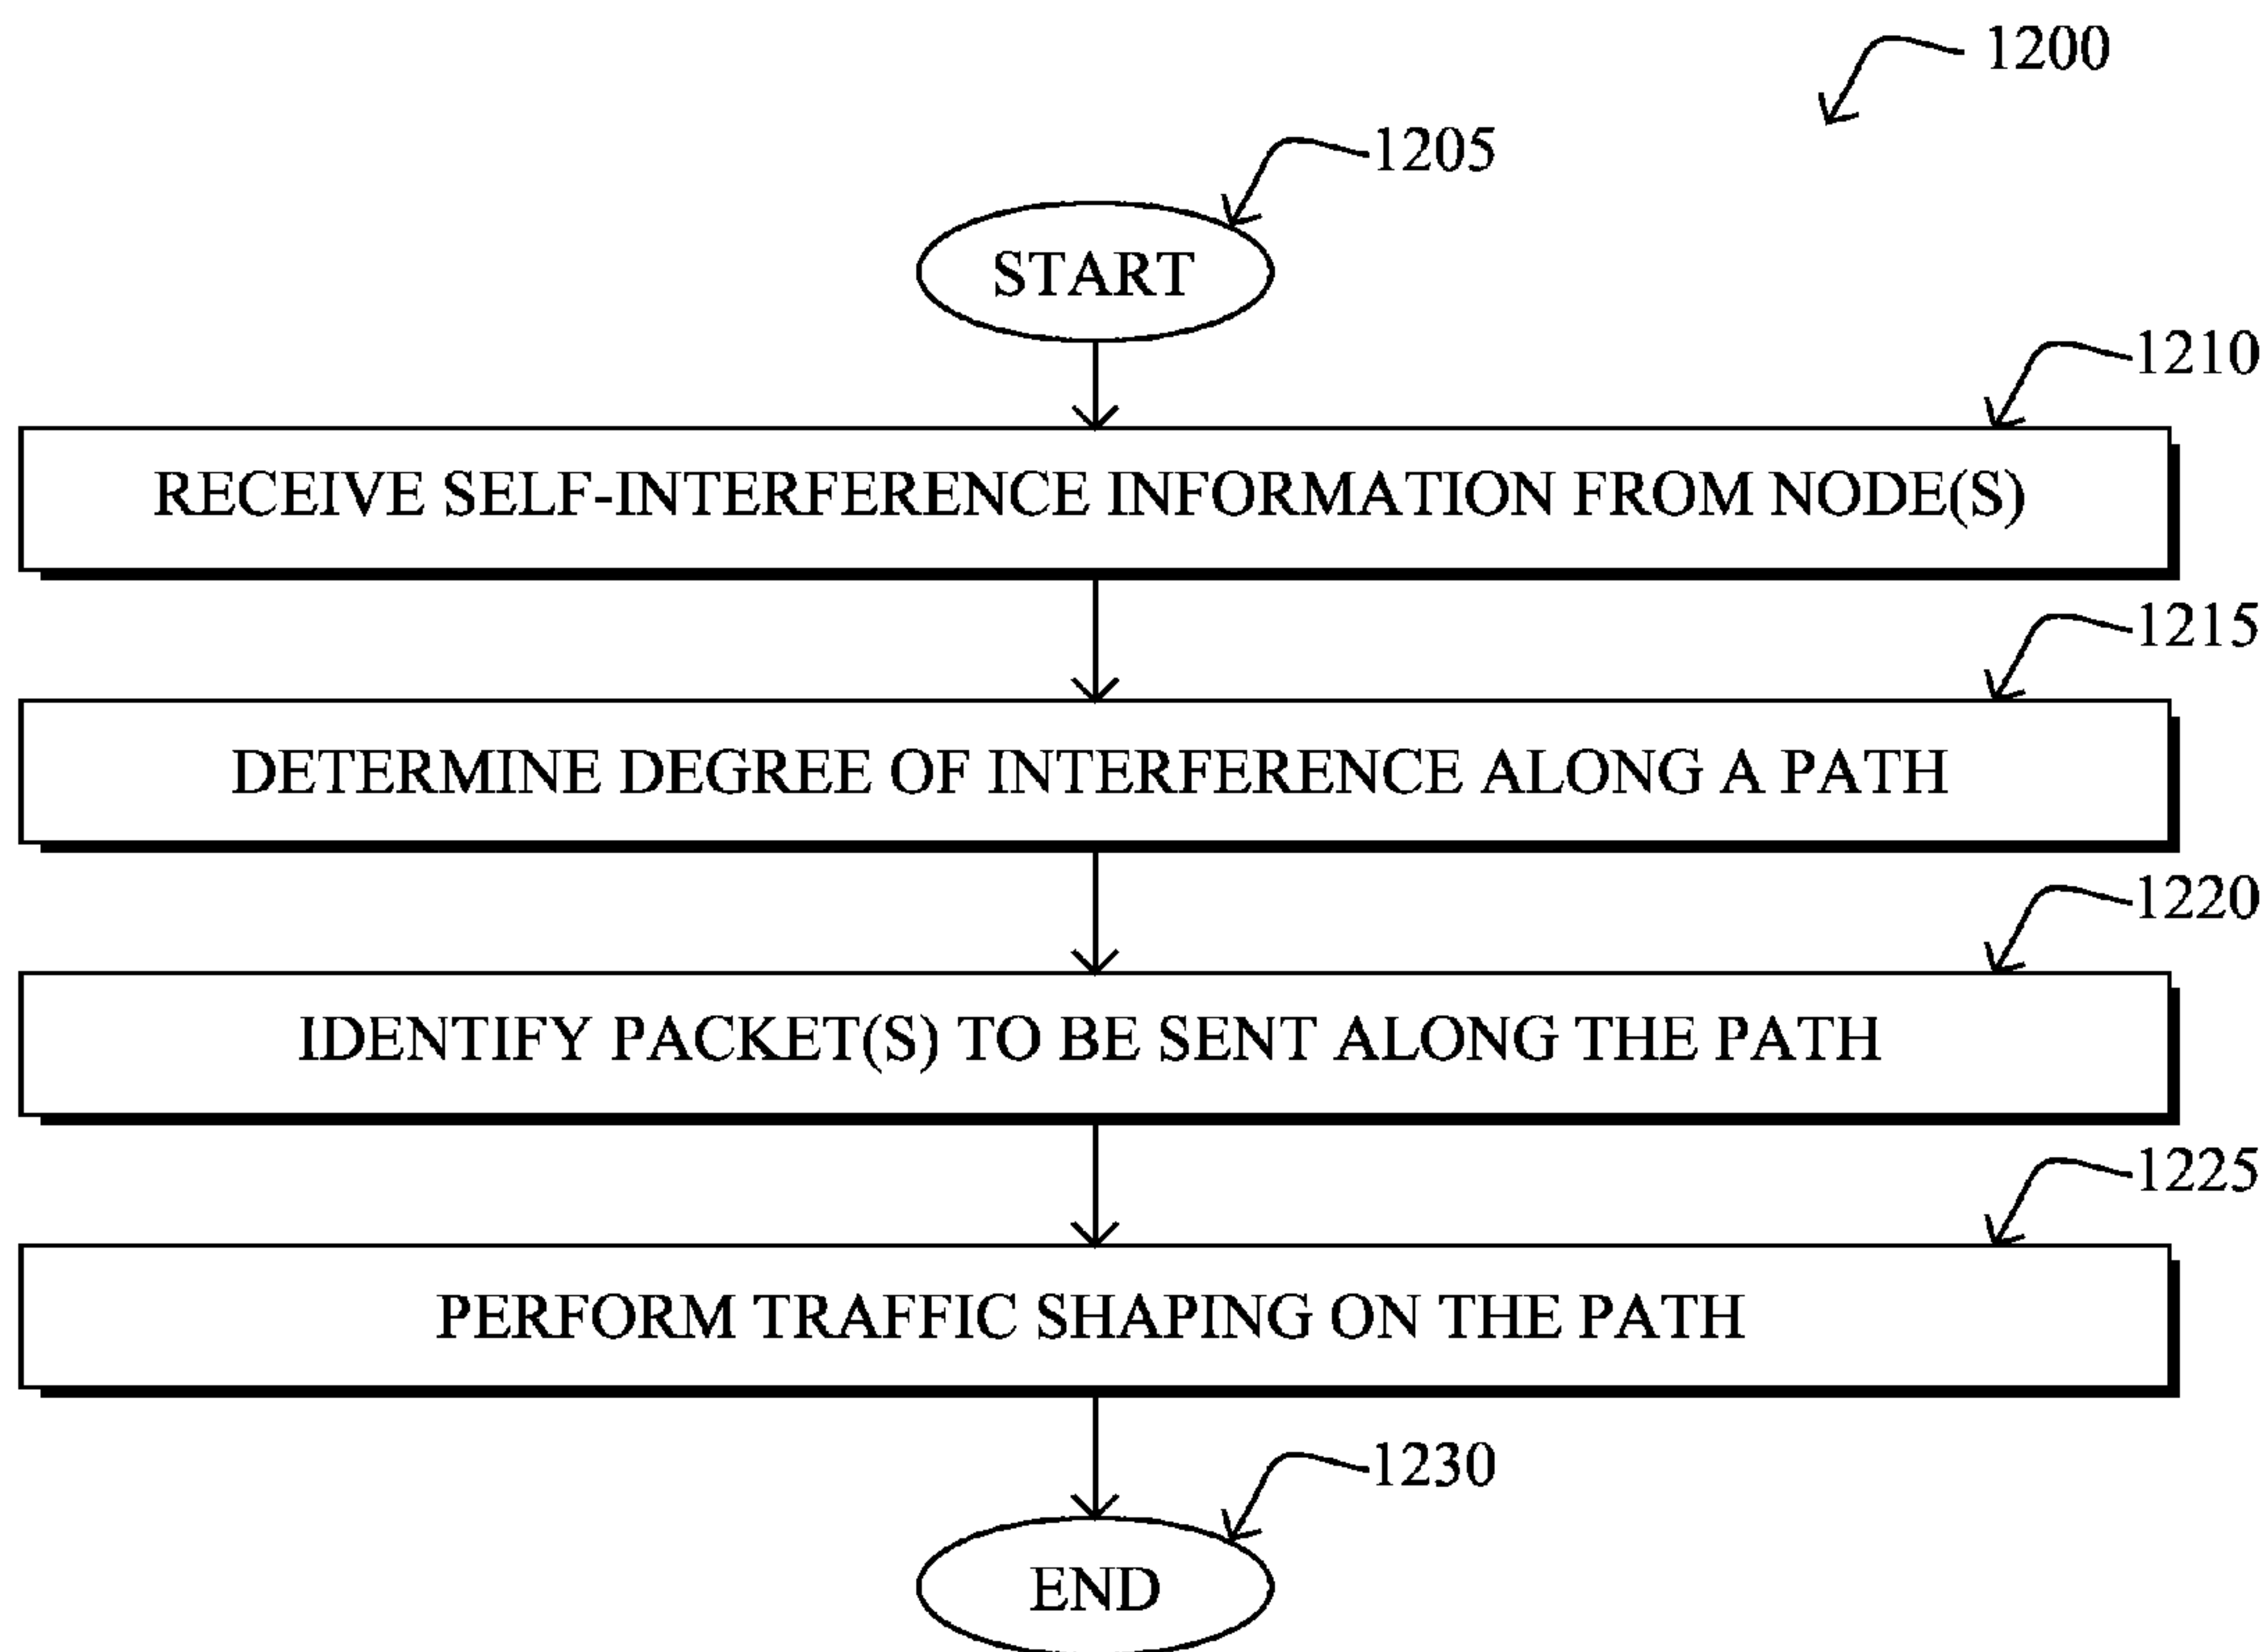 1200
1205
START
1210
RECEIVE SELF-INTERFERENCE INFORMATION FROM NODE(S)
1215
DETERMINE DEGREE OF INTERFERENCE ALONG A PATH
1220
IDENTIFY PACKET(S) TO BE SENT ALONG THE PATH
1225
PERFORM TRAFFIC SHAPING ON THE PATH
1230
END